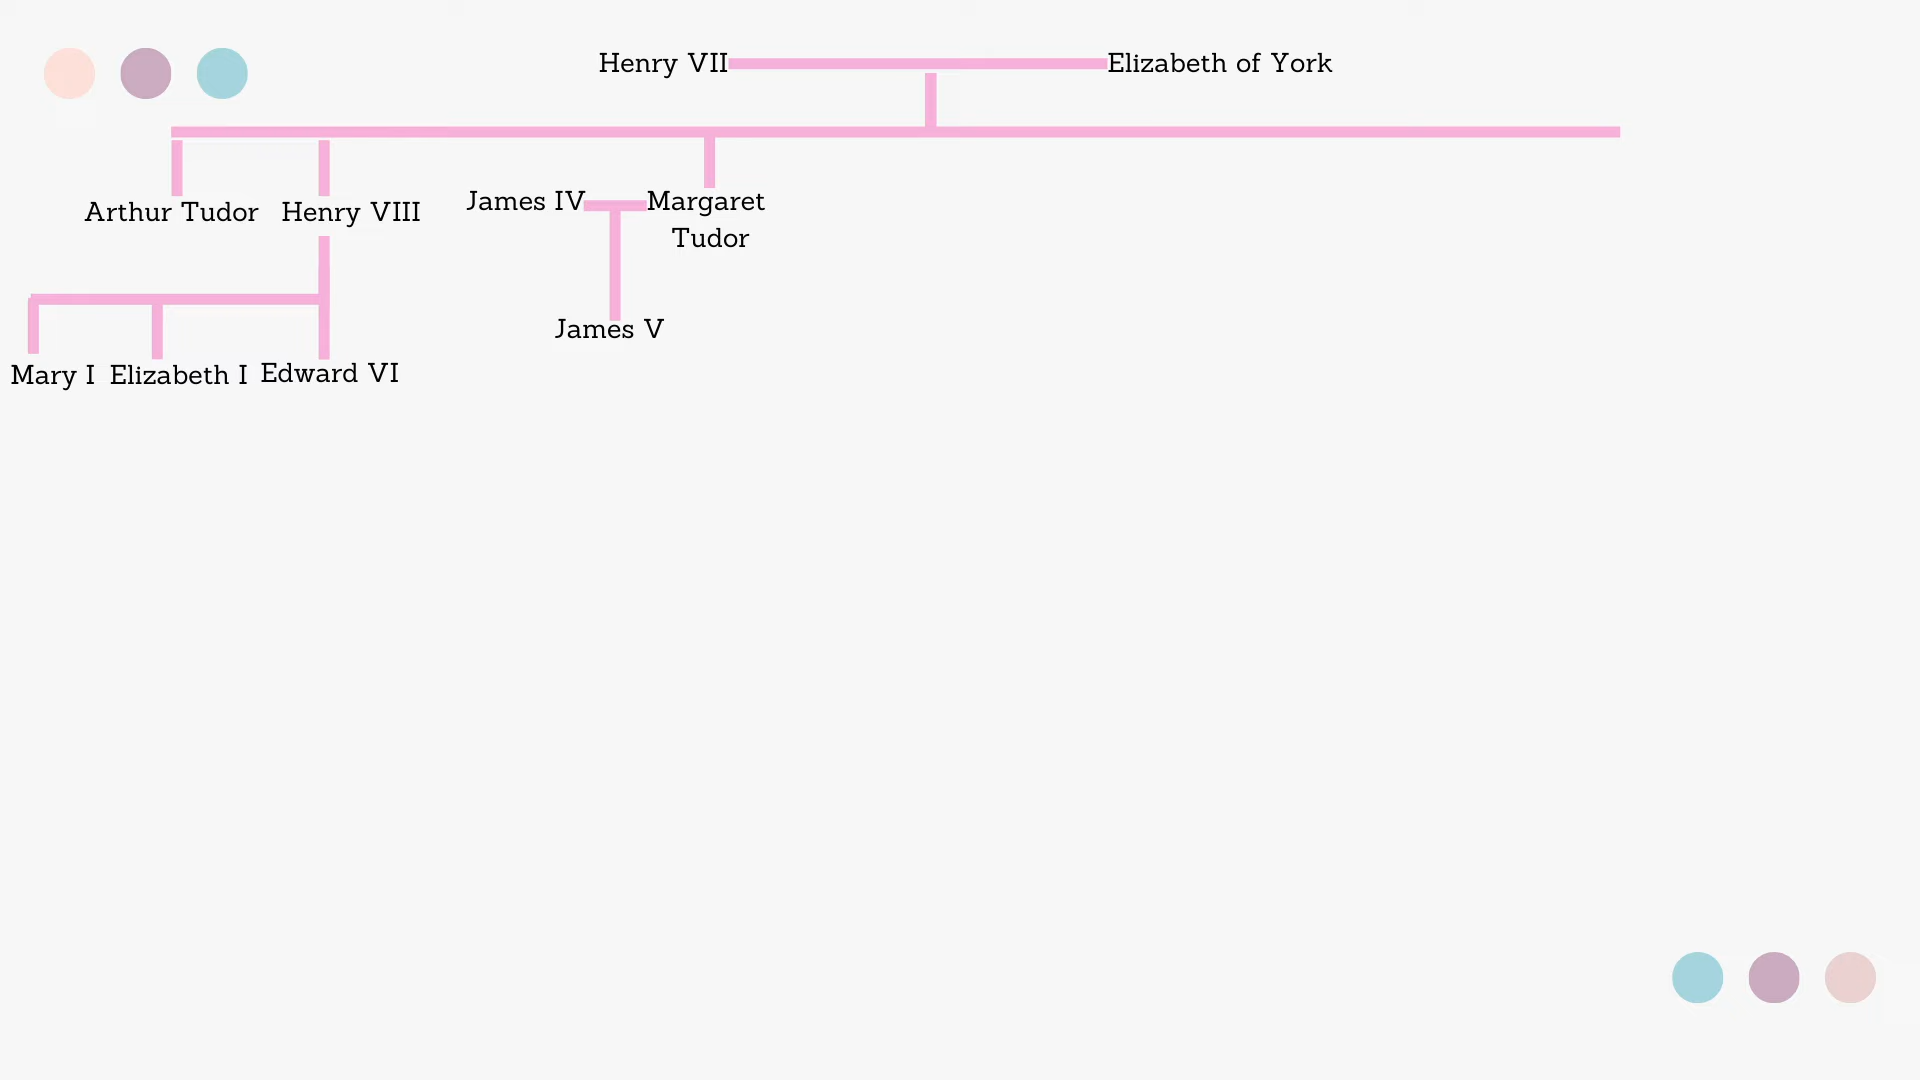 Henry VII
Elizabeth of York
Arthur Tudor
Henry VIII
James IV
Margaret
Tudor
James V
Mary I
Elizabeth I
Edward VI